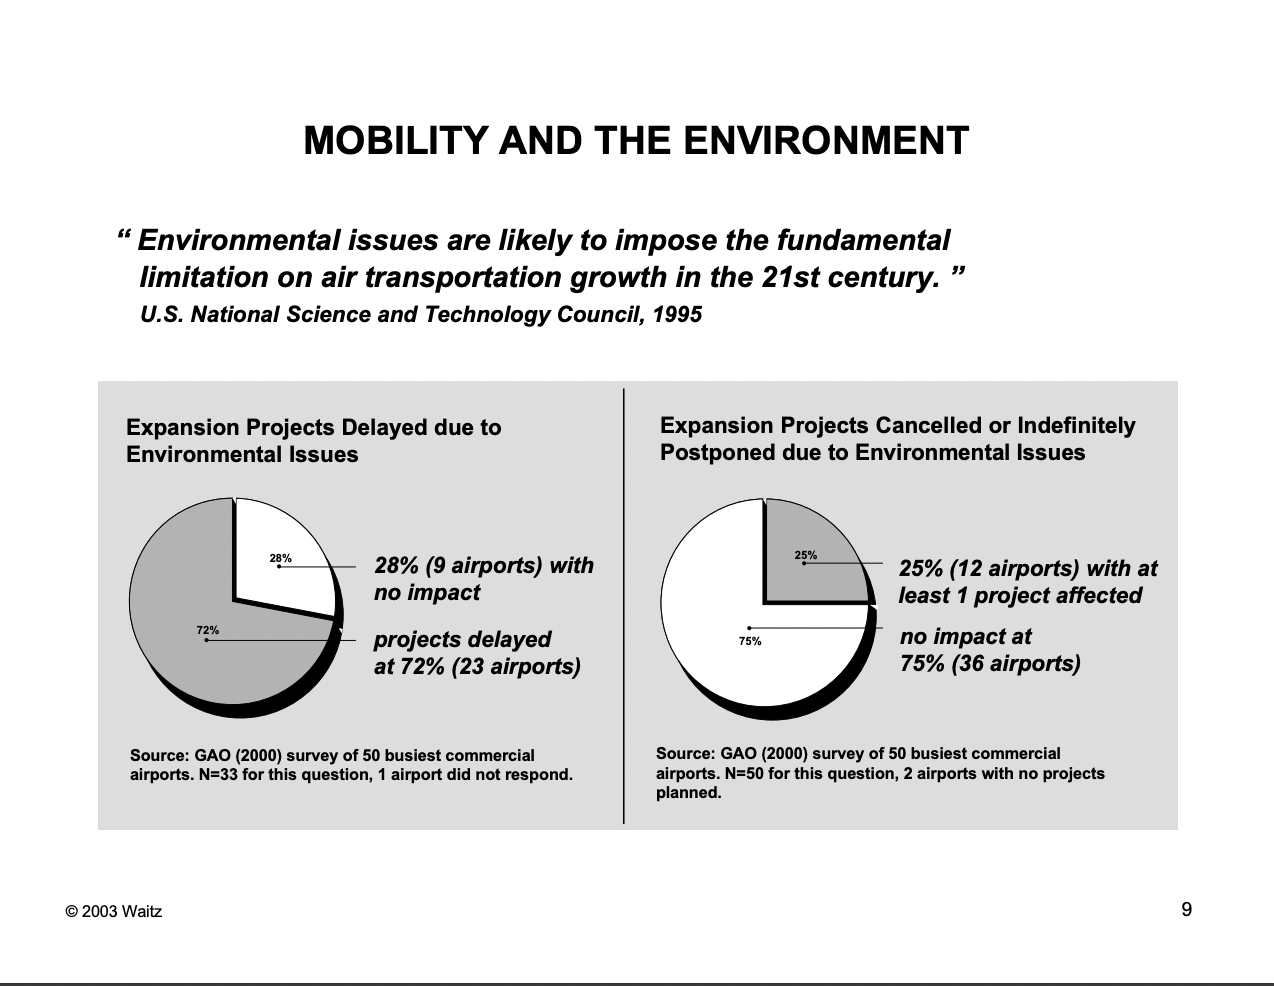 MOBILITY AND THE ENVIRONMENT
“ Environmental issues are likely to impose the fundamental
limitation on air transportation growth in the 21st century. ”
U.S. National Science and Technology Council, 1995
Expansion Projects Delayed due to
Environmental Issues
28%
72%
28% (9 airports) with
no impact
projects delayed
at 72% (23 airports)
Source: GAO (2000) survey of 50 busiest commercial
airports. N=33 for this question, 1 airport did not respond.
Expansion Projects Cancelled or Indefinitely
Postponed due to Environmental Issues
25%
75%
25% (12 airports) with at
least 1 project affected
no impact at
75% (36 airports)
Source: GAO (2000) survey of 50 busiest commercial
airports. N=50 for this question, 2 airports with no projects
planned.
© 2003 Waitz
9